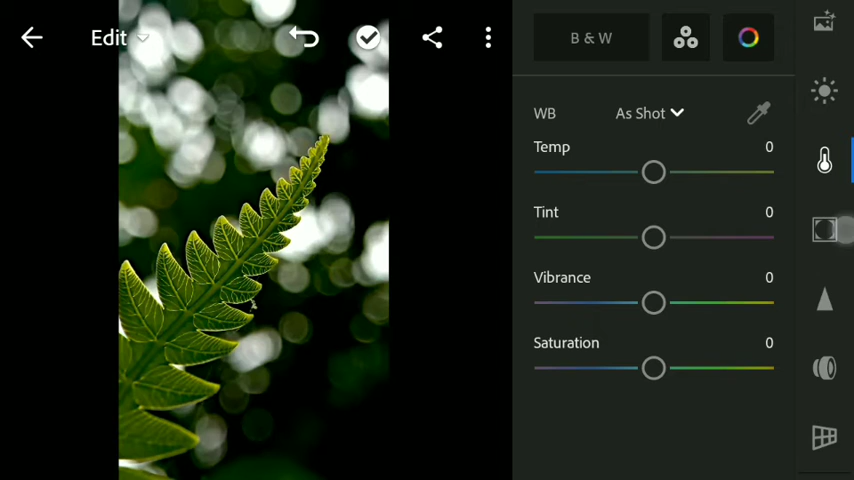 Edit
B & W
WB As Shot
Temp 0
Tint 0
Vibrance 0
Saturation 0